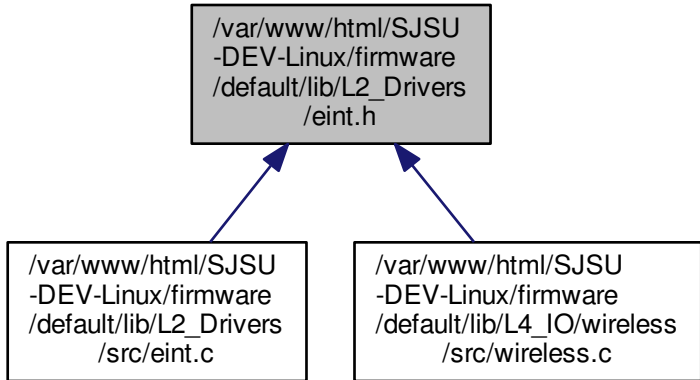 /var/www/html/SJSU
-DEV-Linux/firmware
/default/lib/L2_Drivers
/eint.h
/var/www/html/SJSU
-DEV-Linux/firmware
/default/lib/L2_Drivers
/src/eint.c
/var/www/html/SJSU
-DEV-Linux/firmware
/default/lib/L4_IO/wireless
/src/wireless.c